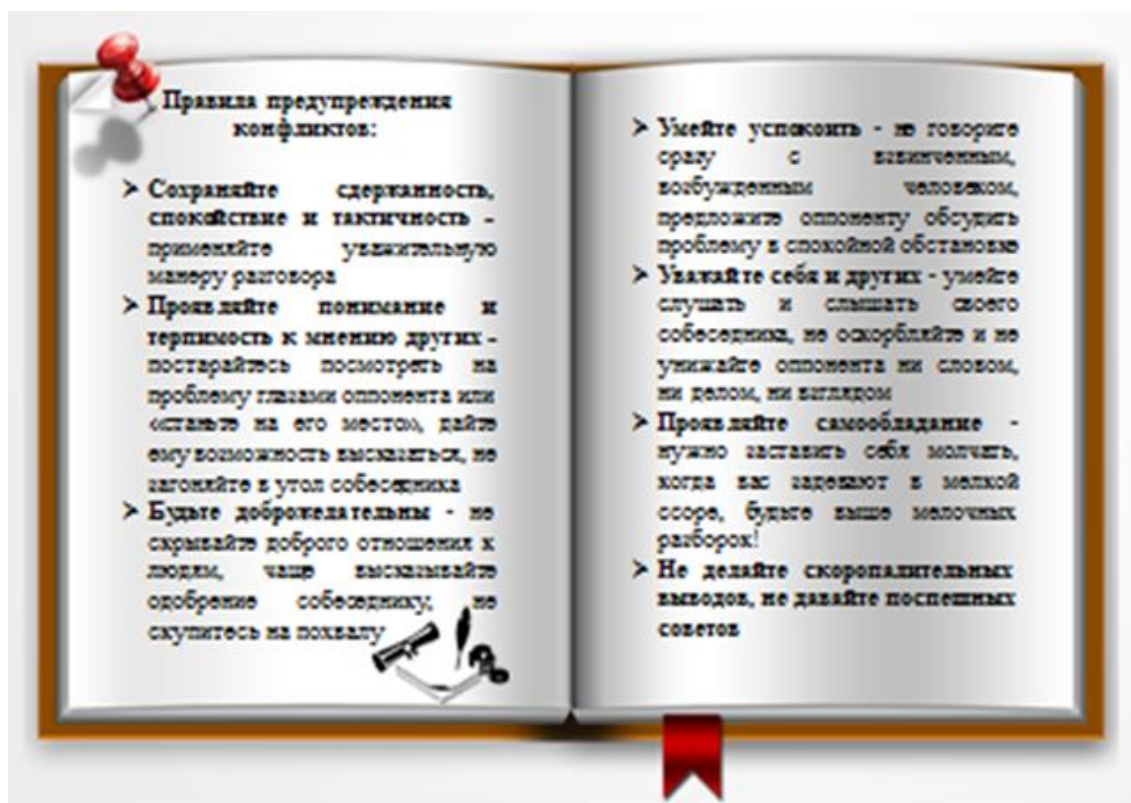 Правила предупреждения
конфликтов:
➤ Сохраняйте сдержанность,
спокойствие и тактичность -
применяйте уважительную
манеру разговора
➤ Проявляйте понимание и
терпимость к мнению других -
постарайтесь посмотреть на
проблему глазами оппонента или
«станьте на его место», дайте
ему возможность высказаться, не
загоняйте в угол собеседника
➤ Будьте доброжелательны - не
скрывайте доброго отношения к
людям, чаще высказывайте
одобрение собеседнику, не
скупитесь на похвалу
➤ Умейте успокоить - не говорите
сразу с взвинченным,
возбужденным человеком,
предложите оппоненту обсудить
проблему в спокойной обстановке
➤ Уважайте себя и других - умейте
слушать и слышать своего
собеседника, не оскорбляйте и не
унижайте оппонента ни словом,
ни делом, ни взглядом
➤ Проявляйте самообладание -
нужно заставить себя молчать,
когда вас задевают в мелкой
ссоре, будьте выше мелочных
разборок!
➤ Не делайте скоропалительных
выводов, не давайте поспешных
советов